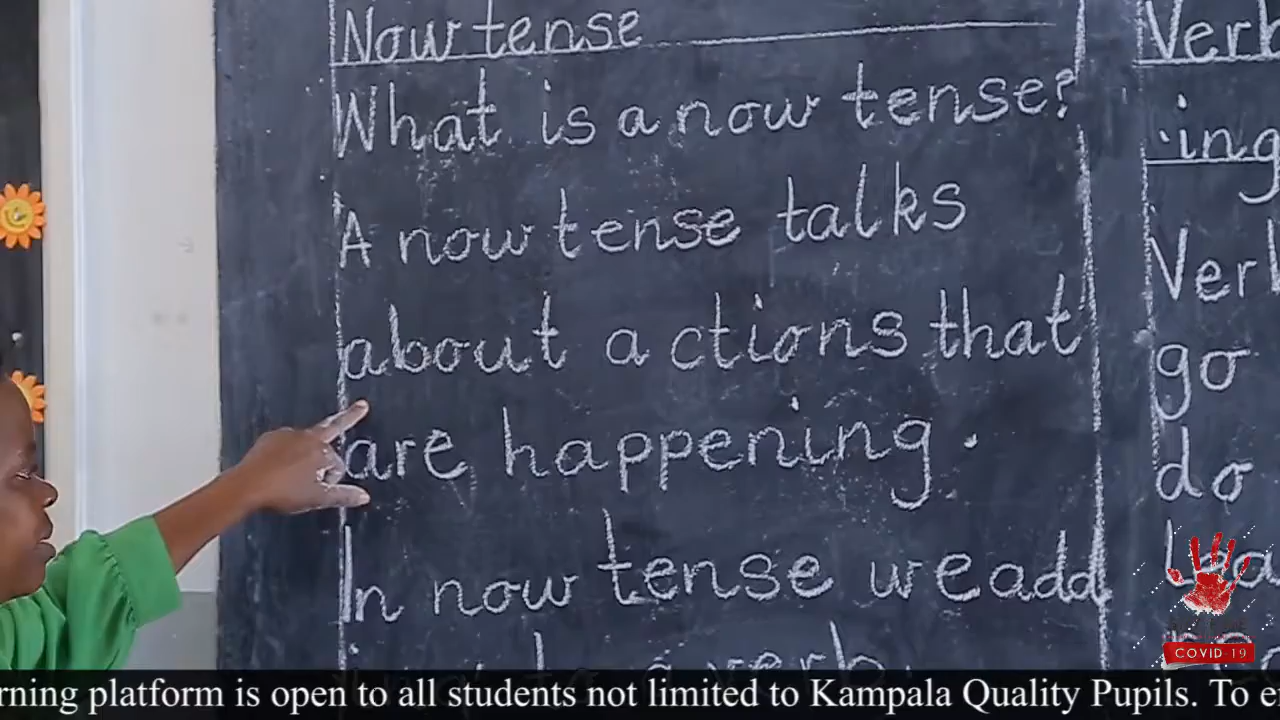 Now tense
What is a now tense?
A now tense talks
about actions that
are happening.
In now tense we add
to a verb.
Verb
ing
Verb
go
do
COVID-19
rning platform is open to all students not limited to Kampala Quality Pupils. To e